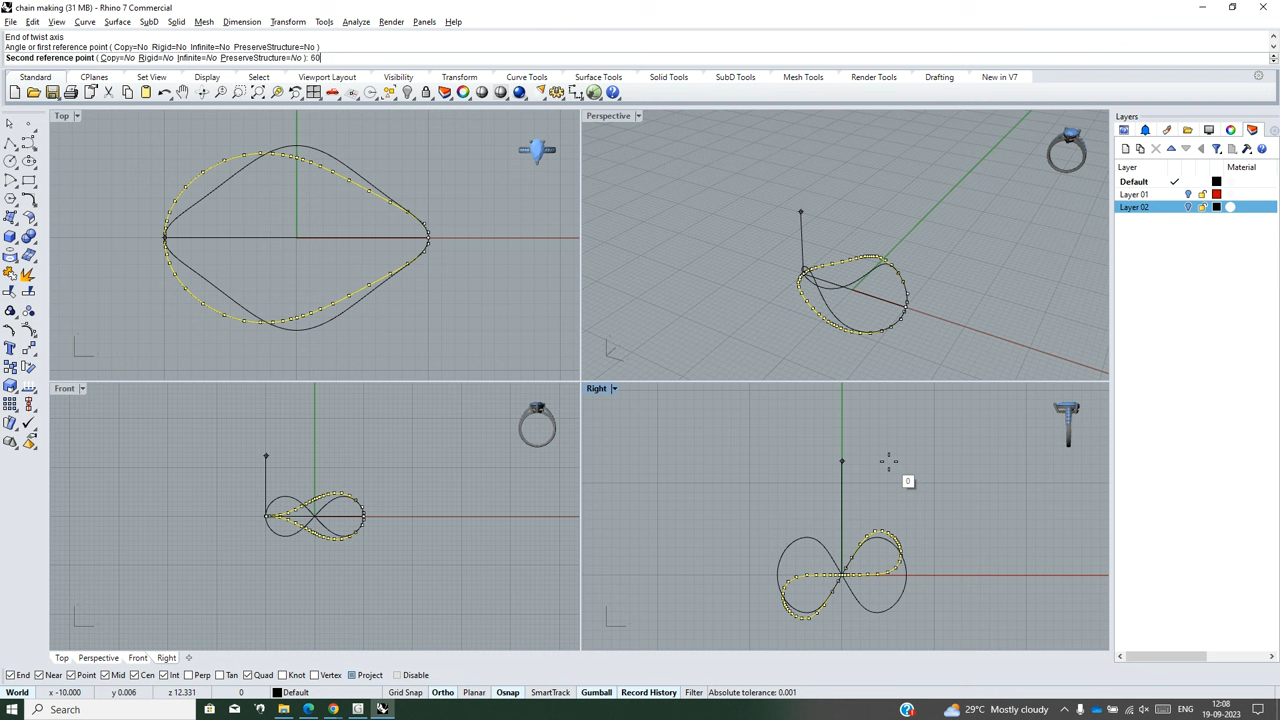 chain making (31 MB) - Rhino 7 Commercial
File Edit View Curve Surface SubD Solid Mesh Dimension Transform Tools Analyze Render Panels Help
End of twist axis
Angle or first reference point ( Copy=No Rigid=No Infinite=No PreserveStructure=No )
Second reference point ( Copy=No Rigid=No Infinite=No PreserveStructure=No ): 60
Standard CPlanes Set View Display Select Viewport Layout Visibility Transform Curve Tools Surface Tools Solid Tools SubD Tools Mesh Tools Render Tools Drafting New in V7
Top
Perspective
Layers
Layer Material
Default
Layer 01
Layer 02
Front
Right
0
Top Perspective Front Right
End Near Point Mid Cen Int Perp Tan Quad Knot Vertex Project Disable
World x -10.000 y 0.006 z 12.331 0 Default Grid Snap Ortho Planar Osnap SmartTrack Gumball Record History Filter Absolute tolerance: 0.001
Search
29°C Mostly cloudy
ENG
12:08
19-09-2023